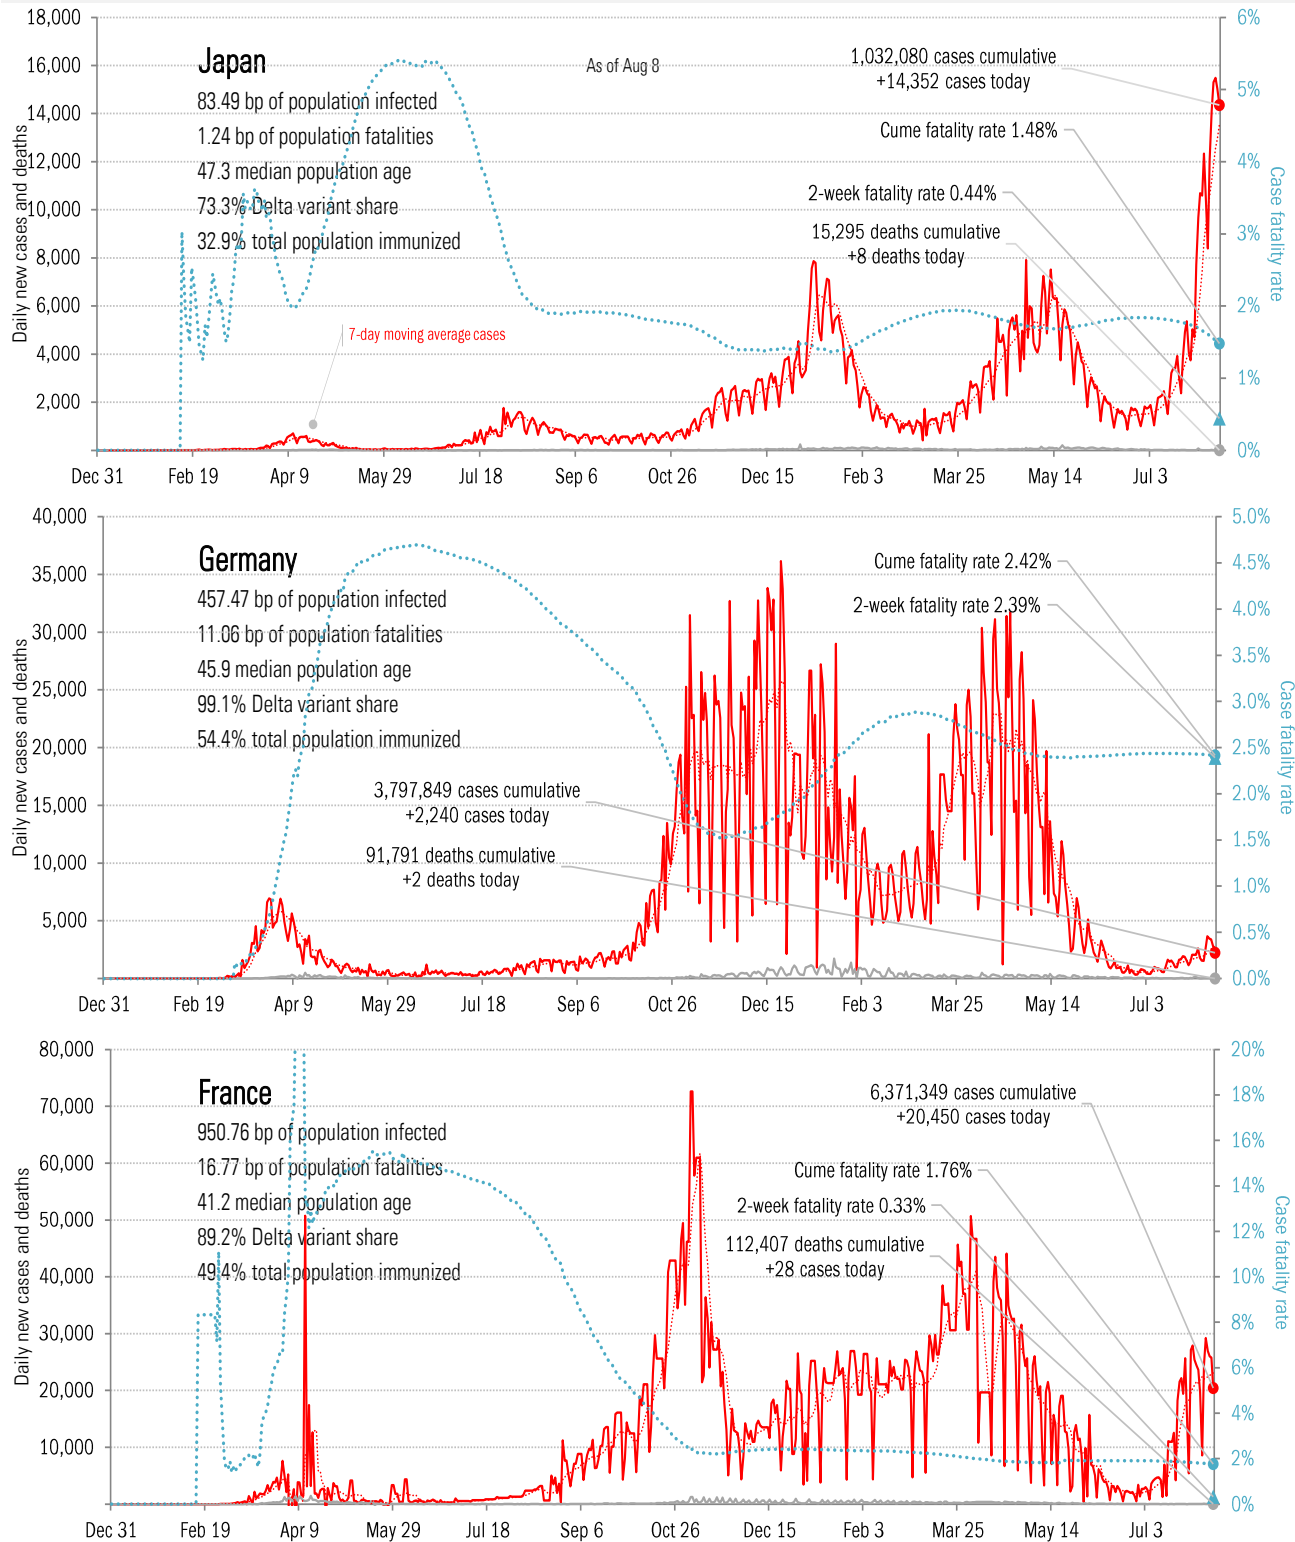 18,000
6%
Japan
As of Aug 8
1,032,080 cases cumulative
+14,352 cases today
16,000
5%
83.49 bp of population infected
14,000
1.24 bp of population fatalities
Cume fatality rate 1.48%
12,000
4%
47.3 median population age
2-week fatality rate 0.44%
10,000
73.3% Delta variant share
15,295 deaths cumulative
+8 deaths today
3%
32.9% total population immunized
8,000
6,000
2%
7-day moving average cases
4,000
1%
2,000
0%
Daily new cases and deaths
Case fatality rate
Dec 31 Feb 19 Apr 9 May 29 Jul 18 Sep 6 Oct 26 Dec 15 Feb 3 Mar 25 May 14 Jul 3
40,000
5.0%
Germany
Cume fatality rate 2.42%
35,000
4.5%
457.47 bp of population infected
2-week fatality rate 2.39%
4.0%
30,000
11.06 bp of population fatalities
3.5%
45.9 median population age
25,000
99.1% Delta variant share
3.0%
20,000
54.4% total population immunized
2.5%
3,797,849 cases cumulative
+2,240 cases today
2.0%
15,000
1.5%
91,791 deaths cumulative
+2 deaths today
10,000
1.0%
5,000
0.5%
0.0%
Daily new cases and deaths
Case fatality rate
Dec 31 Feb 19 Apr 9 May 29 Jul 18 Sep 6 Oct 26 Dec 15 Feb 3 Mar 25 May 14 Jul 3
80,000
20%
France
6,371,349 cases cumulative
+20,450 cases today
18%
70,000
950.76 bp of population infected
16%
60,000
16.77 bp of population fatalities
Cume fatality rate 1.76%
14%
41.2 median population age
2-week fatality rate 0.33%
50,000
12%
89.2% Delta variant share
112,407 deaths cumulative
+28 cases today
40,000
10%
49.4% total population immunized
30,000
8%
6%
20,000
4%
10,000
2%
0%
Daily new cases and deaths
Case fatality rate
Dec 31 Feb 19 Apr 9 May 29 Jul 18 Sep 6 Oct 26 Dec 15 Feb 3 Mar 25 May 14 Jul 3